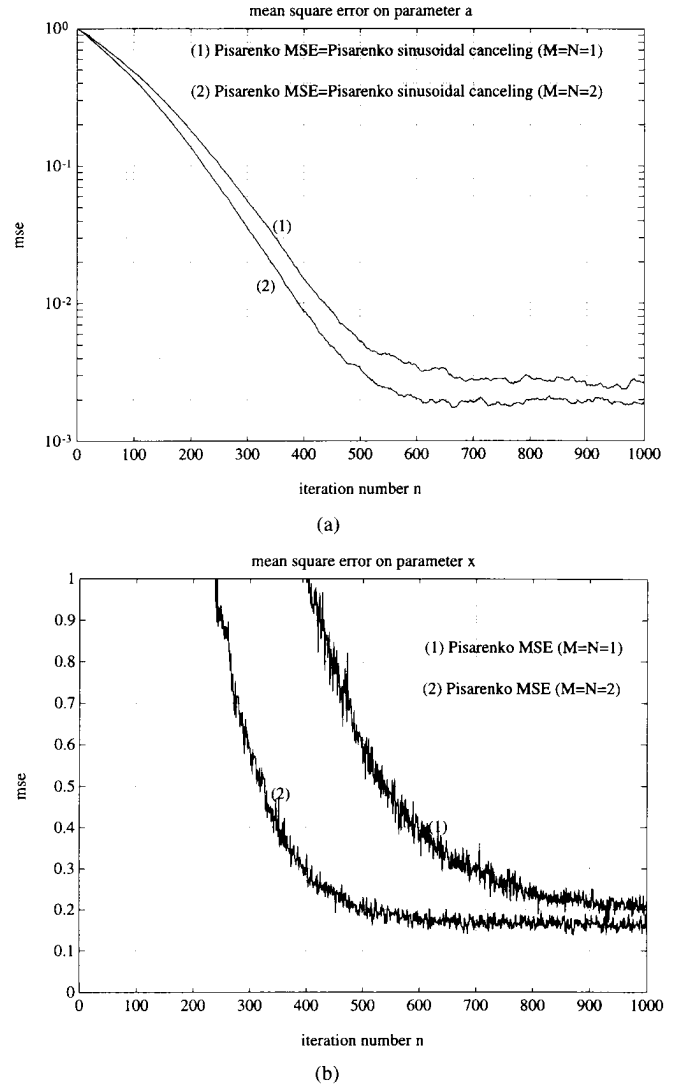 mean square error on parameter a
10⁰
(1) Pisarenko MSE=Pisarenko sinusoidal canceling (M=N=1)
(2) Pisarenko MSE=Pisarenko sinusoidal canceling (M=N=2)
10⁻¹
mse
(1)
(2)
10⁻²
10⁻³
0 100 200 300 400 500 600 700 800 900 1000
iteration number n
(a)
mean square error on parameter x
1
0.9
0.8
0.7
0.6
0.5
0.4
0.3
0.2
0.1
0
mse
(1) Pisarenko MSE (M=N=1)
(2) Pisarenko MSE (M=N=2)
(2)
(1)
0 100 200 300 400 500 600 700 800 900 1000
iteration number n
(b)